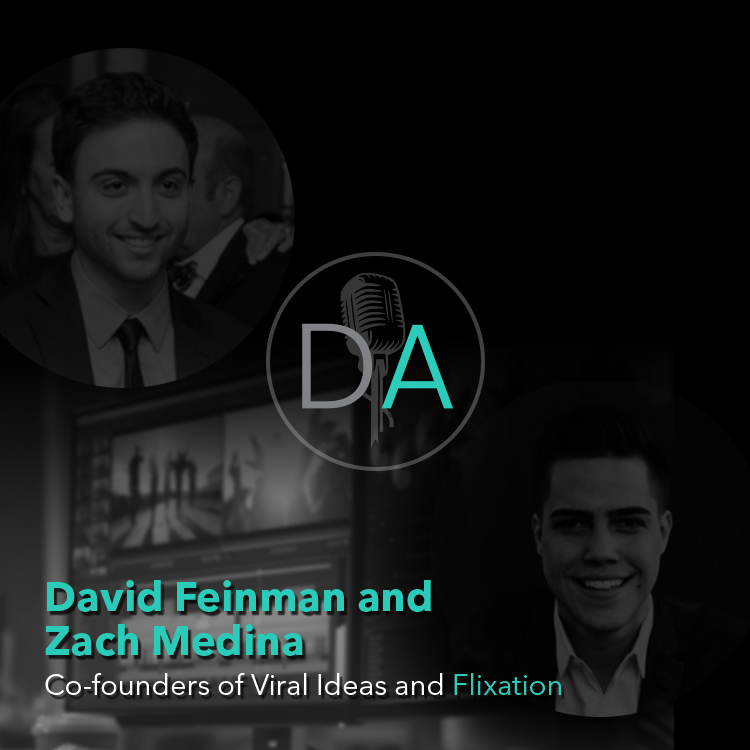 DA
David Feinman and
Zach Medina
Co-founders of Viral Ideas and Flixation